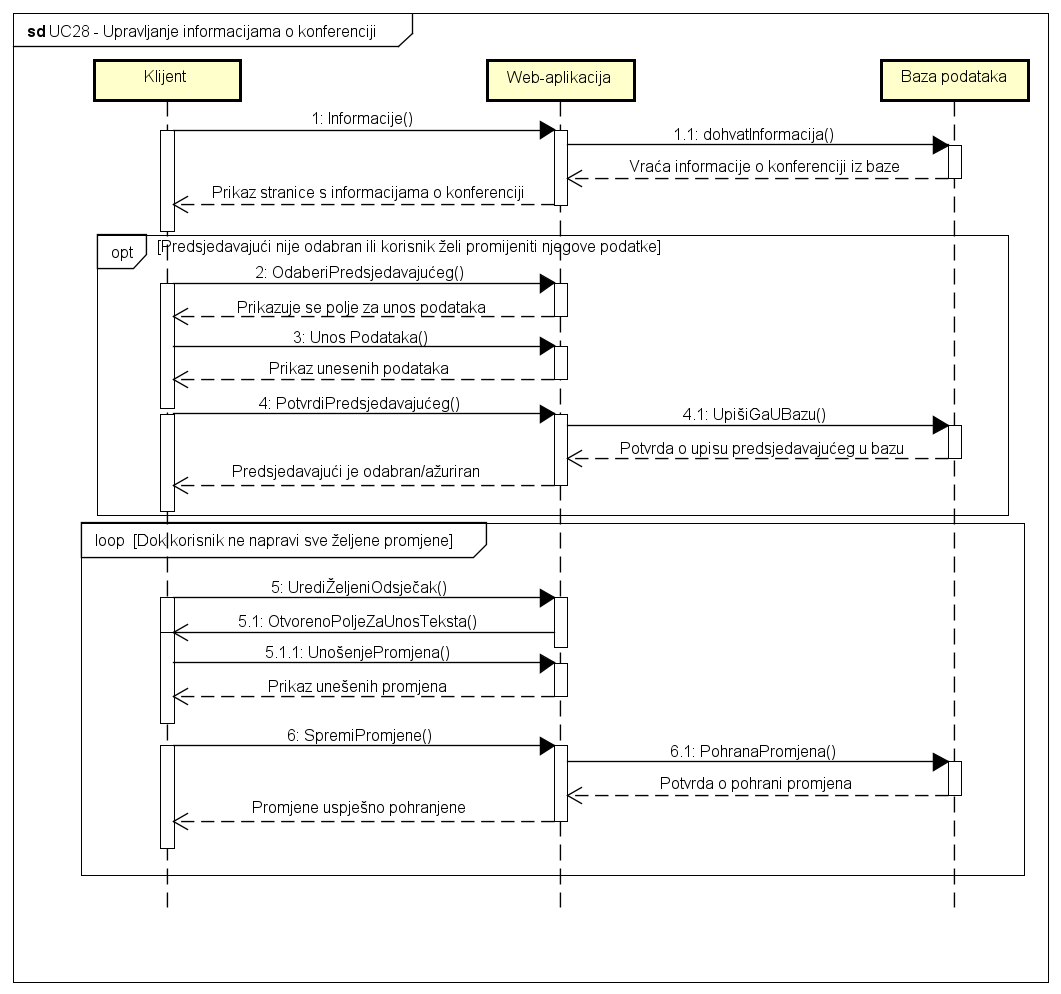 sd UC28 - Upravljanje informacijama o konferenciji
Klijent
Web-aplikacija
Baza podataka
1: Informacije()
1.1: dohvatInformacija()
Vraća informacije o konferenciji iz baze
Prikaz stranice s informacijama o konferenciji
opt
[Predsjedavajući nije odabran ili korisnik želi promijeniti njegove podatke]
2: OdaberiPredsjedavajućeg()
Prikazuje se polje za unos podataka
3: Unos Podataka()
Prikaz unesenih podataka
4: PotvrdiPredsjedavajućeg()
4.1: UpišiGaUBazu()
Potvrda o upisu predsjedavajućeg u bazu
Predsjedavajući je odabran/ažuriran
loop [Dok korisnik ne napravi sve željene promjene]
5: UrediŽeljeniOdsječak()
5.1: OtvorenoPoljeZaUnosTeksta()
5.1.1: UnošenjePromjena()
Prikaz unešenih promjena
6: SpremiPromjene()
6.1: PohranaPromjena()
Potvrda o pohrani promjena
Promjene uspješno pohranjene